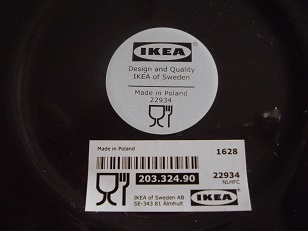 IKEA®
Design and Quality
IKEA of Sweden
Made in Poland
22934
Made in Poland
1628
203.324.90
22934
NLHPC
IKEA of Sweden AB
SE-343 81 Älmhult
IKEA®